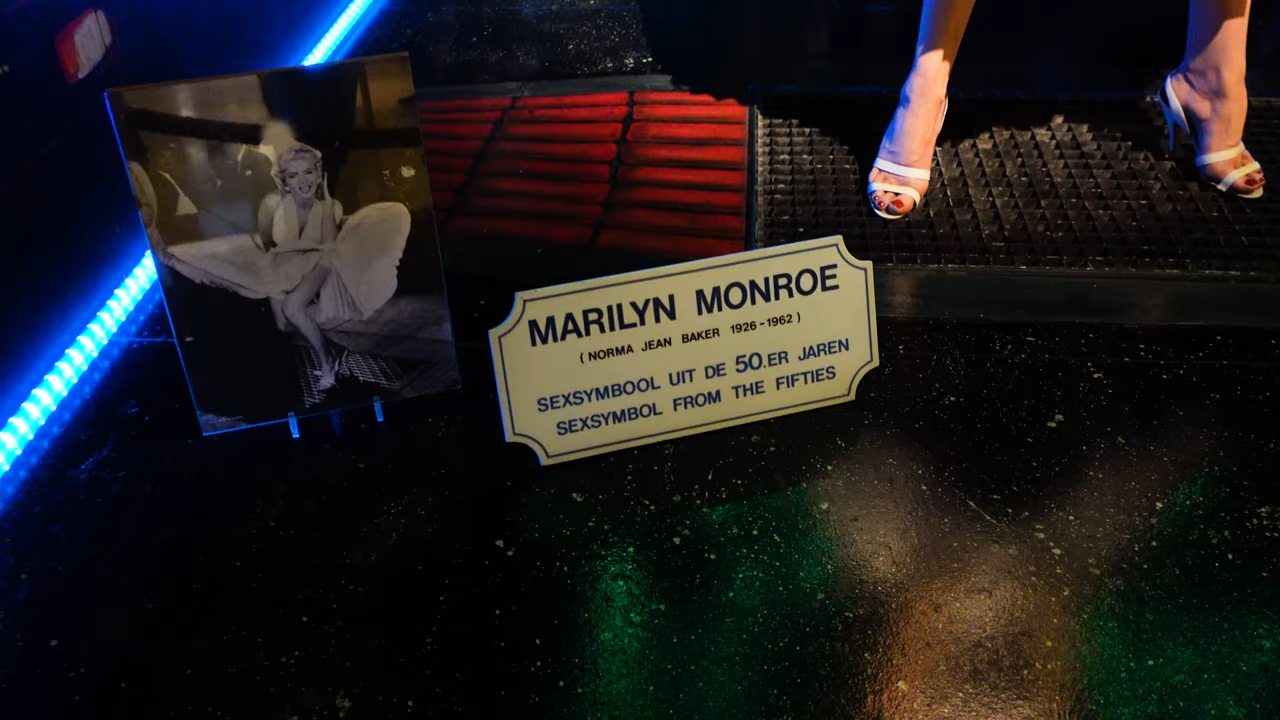 MARILYN MONROE
( NORMA JEAN BAKER 1926-1962 )
SEXSYMBOOL UIT DE 50.ER JAREN
SEXSYMBOL FROM THE FIFTIES